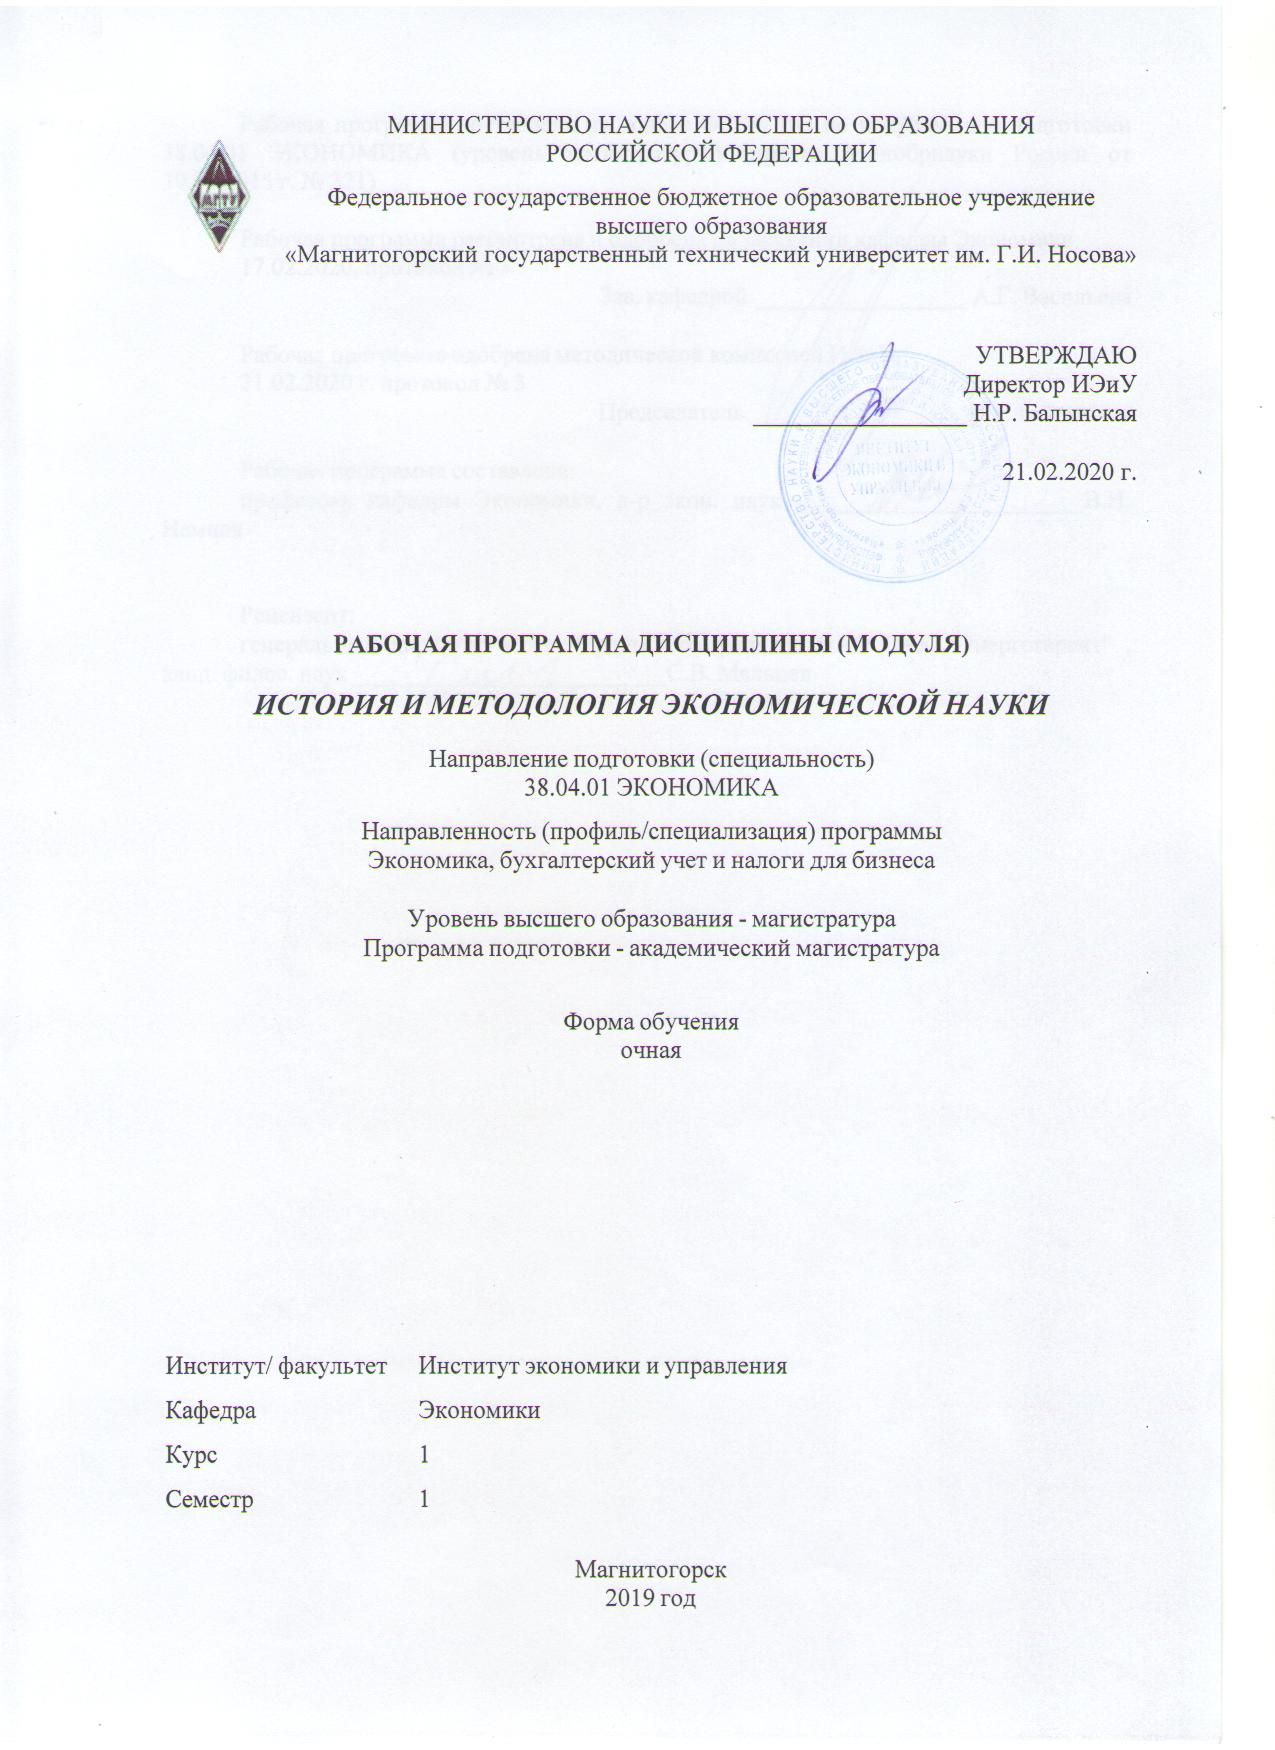 МИНИСТЕРСТВО НАУКИ И ВЫСШЕГО ОБРАЗОВАНИЯ
РОССИЙСКОЙ ФЕДЕРАЦИИ
Федеральное государственное бюджетное образовательное учреждение
высшего образования
«Магнитогорский государственный технический университет им. Г.И. Носова»
УТВЕРЖДАЮ
Директор ИЭиУ
Н.Р. Балынская
21.02.2020 г.
ИНСТИТУТ
ЭКОНОМИКИ И
УПРАВЛЕНИЯ
РАБОЧАЯ ПРОГРАММА ДИСЦИПЛИНЫ (МОДУЛЯ)
ИСТОРИЯ И МЕТОДОЛОГИЯ ЭКОНОМИЧЕСКОЙ НАУКИ
Направление подготовки (специальность)
38.04.01 ЭКОНОМИКА
Направленность (профиль/специализация) программы
Экономика, бухгалтерский учет и налоги для бизнеса
Уровень высшего образования - магистратура
Программа подготовки - академический магистратура
Форма обучения
очная
Институт/ факультет Институт экономики и управления
Кафедра Экономики
Курс 1
Семестр 1
Магнитогорск
2019 год